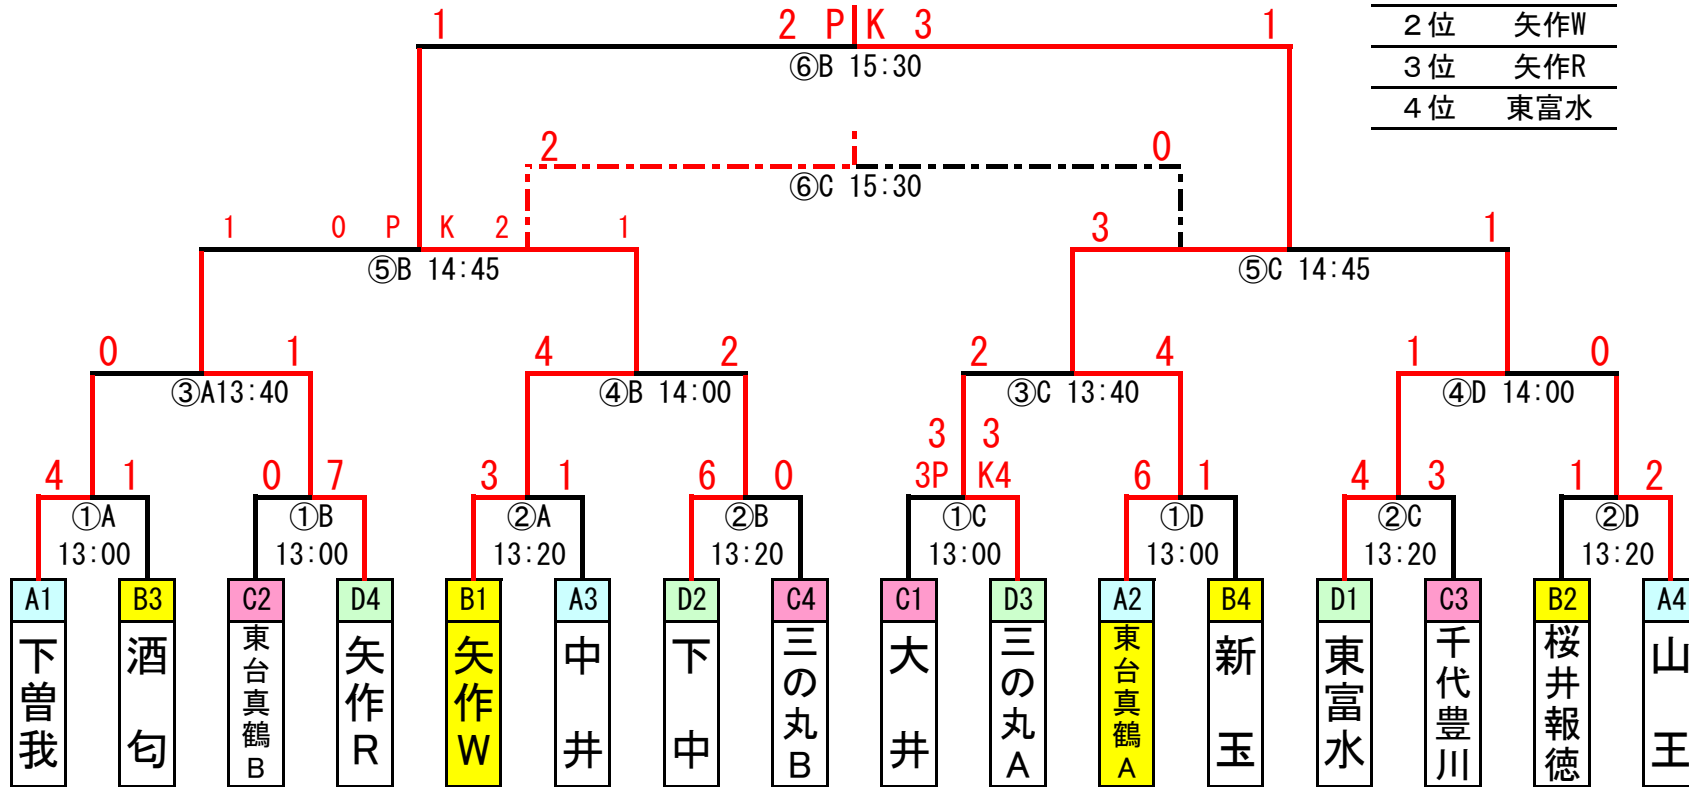 1 2 P K 3 1
⑥B 15:30
2位 矢作W
3位 矢作R
4位 東富水
2 0
⑥C 15:30
1 0 P K 2 1
⑤B 14:45
3 1
⑤C 14:45
0 1
③A13:40
4 2
④B 14:00
2 4
③C 13:40
1 0
④D 14:00
3 3
4 1
0 7
3 1
6 0
3P K4
6 1
4 3
1 2
①A
13:00
①B
13:00
②A
13:20
②B
13:20
①C
13:00
①D
13:00
②C
13:20
②D
13:20
A1 B3 C2 D4 B1 A3 D2 C4 C1 D3 A2 B4 D1 C3 B2 A4
下曽我
酒匂
東台真鶴B
矢作R
矢作W
中井
下中
三の丸B
大井
三の丸A
東台真鶴A
新玉
東富水
千代豊川
桜井報徳
山王